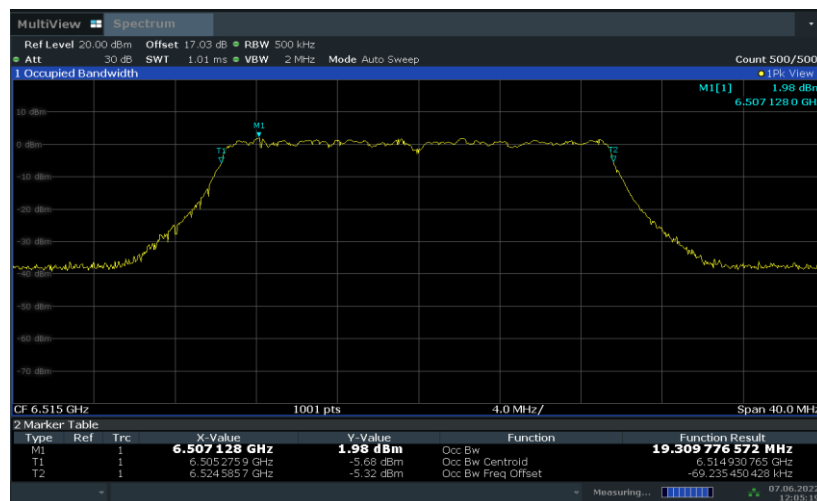 MultiView Spectrum
Ref Level 20.00 dBm Offset 17.03 dB RBW 500 kHz
Att 30 dB SWT 1.01 ms VBW 2 MHz Mode Auto Sweep Count 500/500
1 Occupied Bandwidth 1Pk View
M1[1] 1.98 dBm
6.507 128 0 GH
10 dBm
M1
0 dBm
T1 T2
-10 dBm
-20 dBm
-30 dBm
-40 dBm
-50 dBm
-60 dBm
-70 dBm
CF 6.515 GHz 1001 pts 4.0 MHz/ Span 40.0 MHz
2 Marker Table
Type Ref Trc X-Value Y-Value Function Function Result
M1 1 6.507 128 GHz 1.98 dBm Occ Bw 19.309 776 572 MHz
T1 1 6.505 275 9 GHz -5.68 dBm Occ Bw Centroid 6.514 930 765 GHz
T2 1 6.524 585 7 GHz -5.32 dBm Occ Bw Freq Offset -69.235 450 428 kHz
Measuring... 07.06.2022
12:05:19